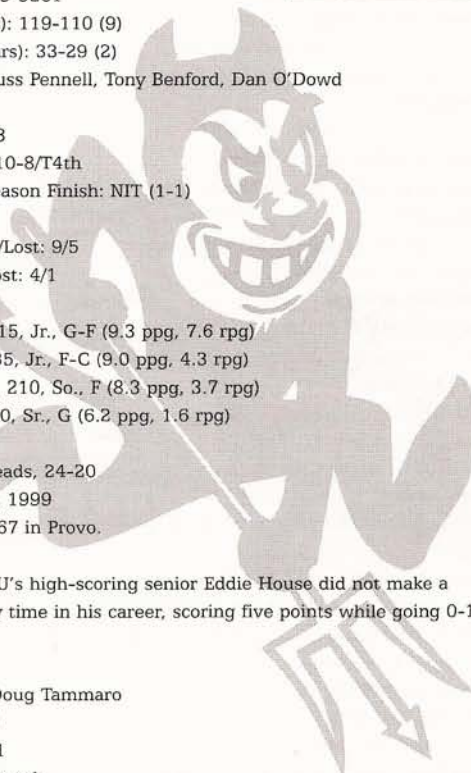 ): 119-110 (9)
rs): 33-29 (2)
uss Pennell, Tony Benford, Dan O'Dowd
10-8/T4th
eason Finish: NIT (1-1)
/Lost: 9/5
ost: 4/1
15, Jr., G-F (9.3 ppg, 7.6 rpg)
35, Jr., F-C (9.0 ppg, 4.3 rpg)
210, So., F (8.3 ppg, 3.7 rpg)
0, Sr., G (6.2 ppg, 1.6 rpg)
eads, 24-20
1999
67 in Provo.
U's high-scoring senior Eddie House did not make a
y time in his career, scoring five points while going 0-1
Doug Tammaro